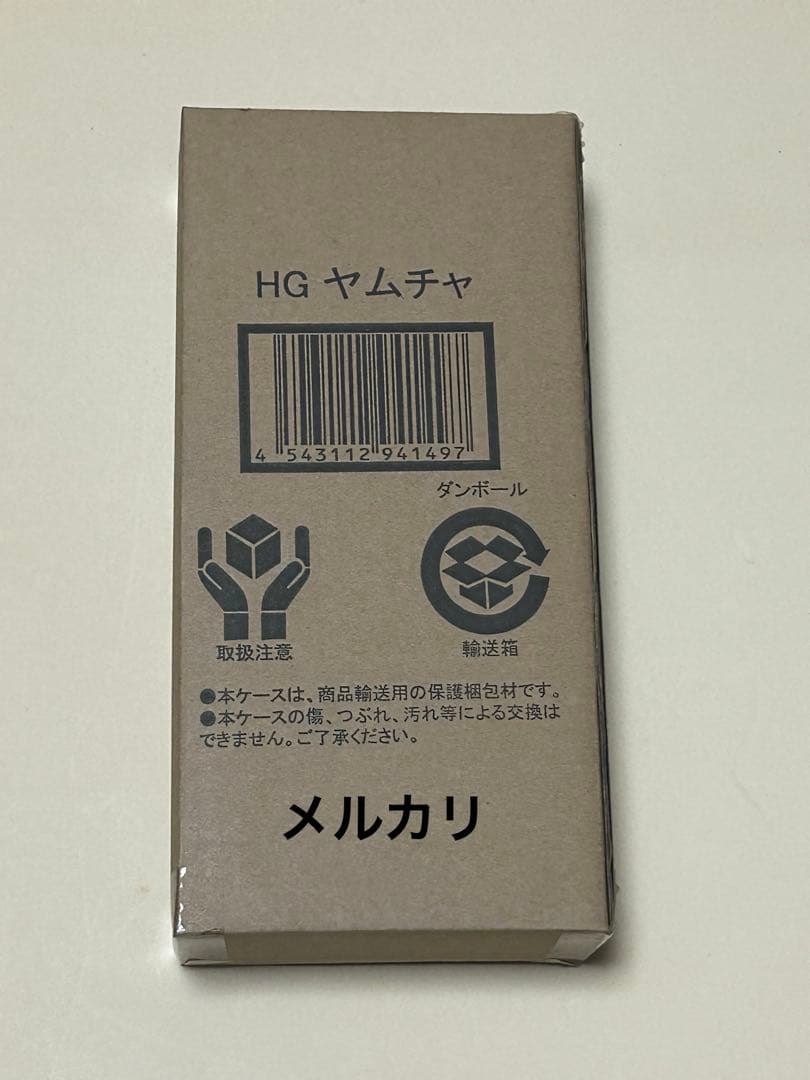 HG ヤムチャ
4 543112 941497
ダンボール
取扱注意
輸送箱
●本ケースは、商品輸送用の保護梱包材です。
●本ケースの傷、つぶれ、汚れ等による交換は
できません。ご了承ください。
メルカリ